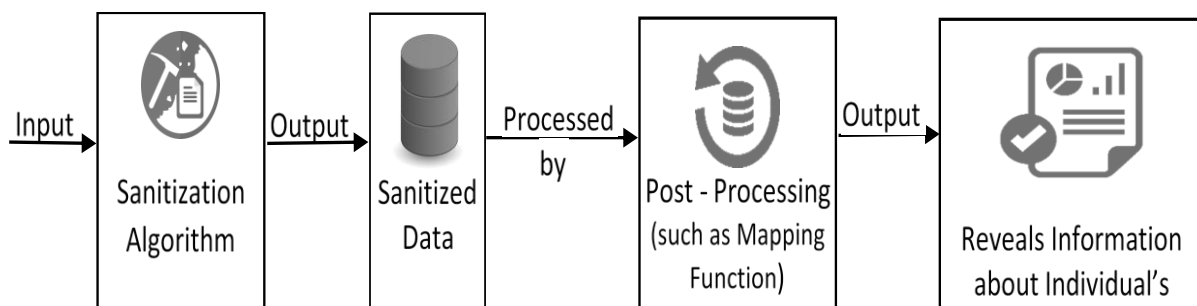 Input
Sanitization
Algorithm
Output
Sanitized
Data
Processed
by
Post - Processing
(such as Mapping
Function)
Output
Reveals Information
about Individual's